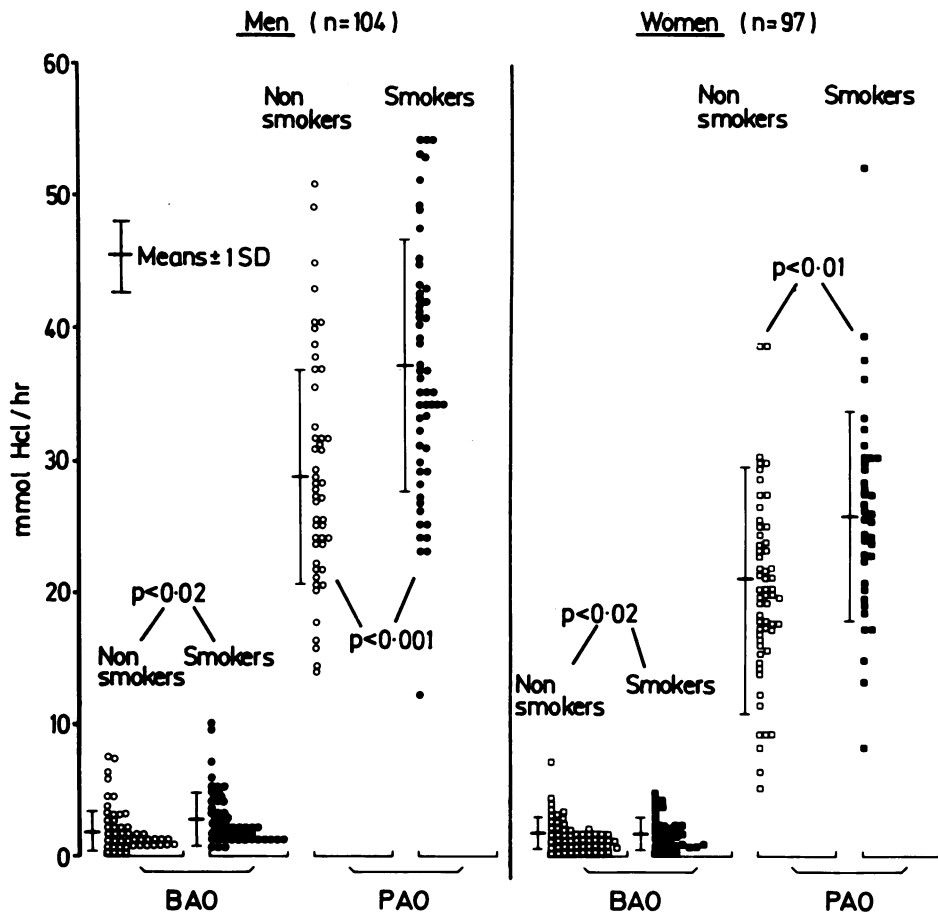 Men (n=104)
Women (n=97)
60
50
40
30
20
10
0
mmol Hcl/hr
Means ± 1 SD
Non
smokers
Smokers
p<0·02
Non
smokers
Smokers
p<0·001
BAO
PAO
Non
smokers
Smokers
p<0·01
p<0·02
Non
smokers
Smokers
BAO
PAO